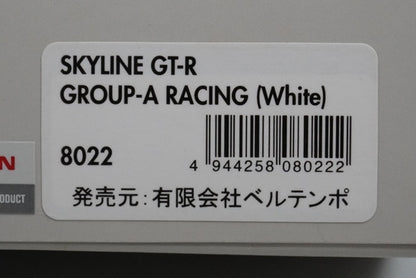 SKYLINE GT-R
GROUP-A RACING (White)
8022
4 944258 080222
発売元：有限会社ベルテンポ